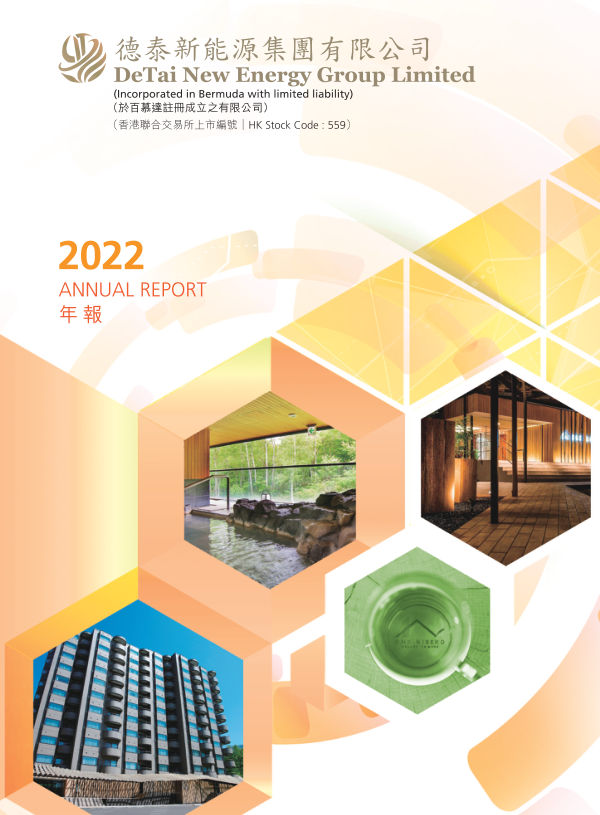 德泰新能源集團有限公司
DeTai New Energy Group Limited
(Incorporated in Bermuda with limited liability)
（於百慕達註冊成立之有限公司）
（香港聯合交易所上市編號｜HK Stock Code : 559）
2022
ANNUAL REPORT
年 報